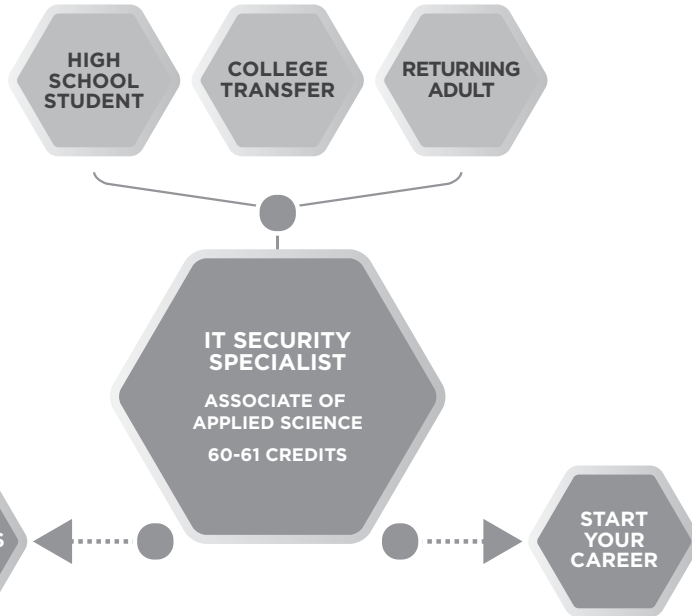 HIGH
SCHOOL
STUDENT
COLLEGE
TRANSFER
RETURNING
ADULT
IT SECURITY
SPECIALIST
ASSOCIATE OF
APPLIED SCIENCE
60-61 CREDITS
START
YOUR
CAREER